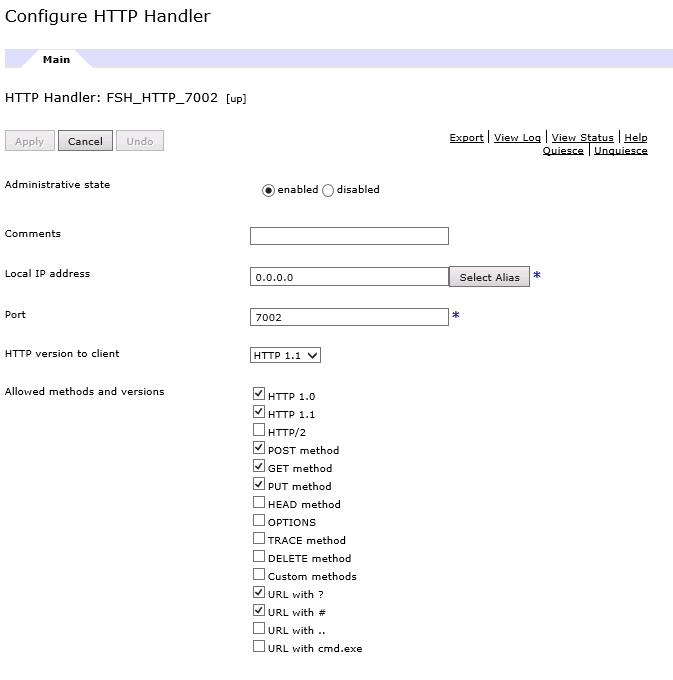 Configure HTTP Handler
Main
HTTP Handler: FSH_HTTP_7002 [up]
Apply Cancel Undo
Export View Log View Status Help
Quiesce Unquiesce
Administrative state
enabled disabled
Comments
Local IP address
0.0.0.0
Select Alias *
Port
7002 *
HTTP version to client
HTTP 1.1
Allowed methods and versions
HTTP 1.0
HTTP 1.1
HTTP/2
POST method
GET method
PUT method
HEAD method
OPTIONS
TRACE method
DELETE method
Custom methods
URL with ?
URL with #
URL with ..
URL with cmd.exe